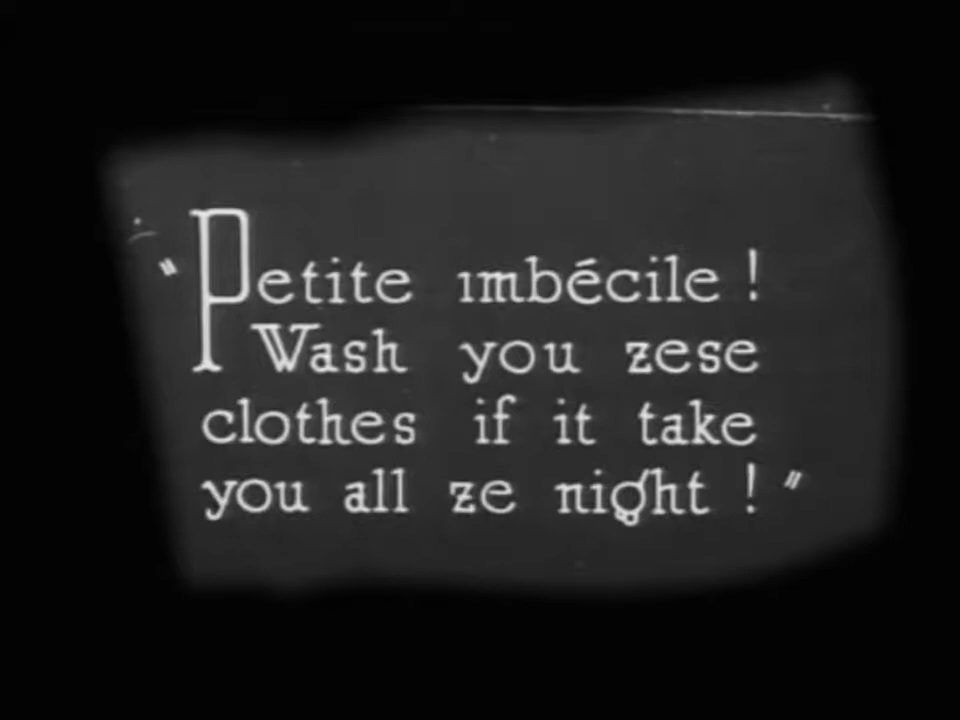 "Petite imbécile!
Wash you zese
clothes if it take
you all ze night!"